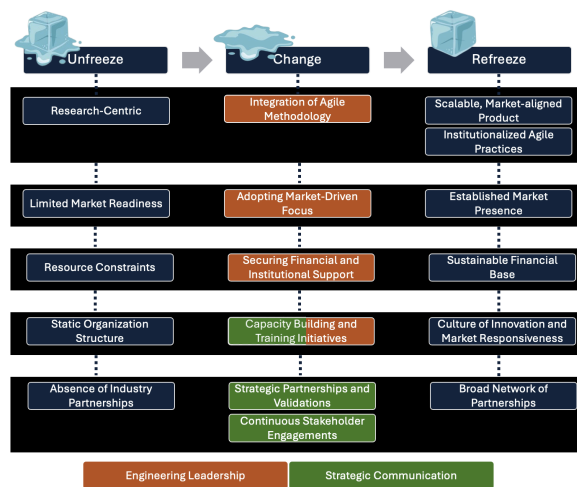 Unfreeze
Change
Refreeze
Research-Centric
Integration of Agile
Methodology
Scalable, Market-aligned
Product
Institutionalized Agile
Practices
Limited Market Readiness
Adopting Market-Driven
Focus
Established Market
Presence
Resource Constraints
Securing Financial and
Institutional Support
Sustainable Financial
Base
Static Organization
Structure
Capacity Building and
Training Initiatives
Culture of Innovation and
Market Responsiveness
Absence of Industry
Partnerships
Strategic Partnerships and
Validations
Continuous Stakeholder
Engagements
Broad Network of
Partnerships
Engineering Leadership
Strategic Communication